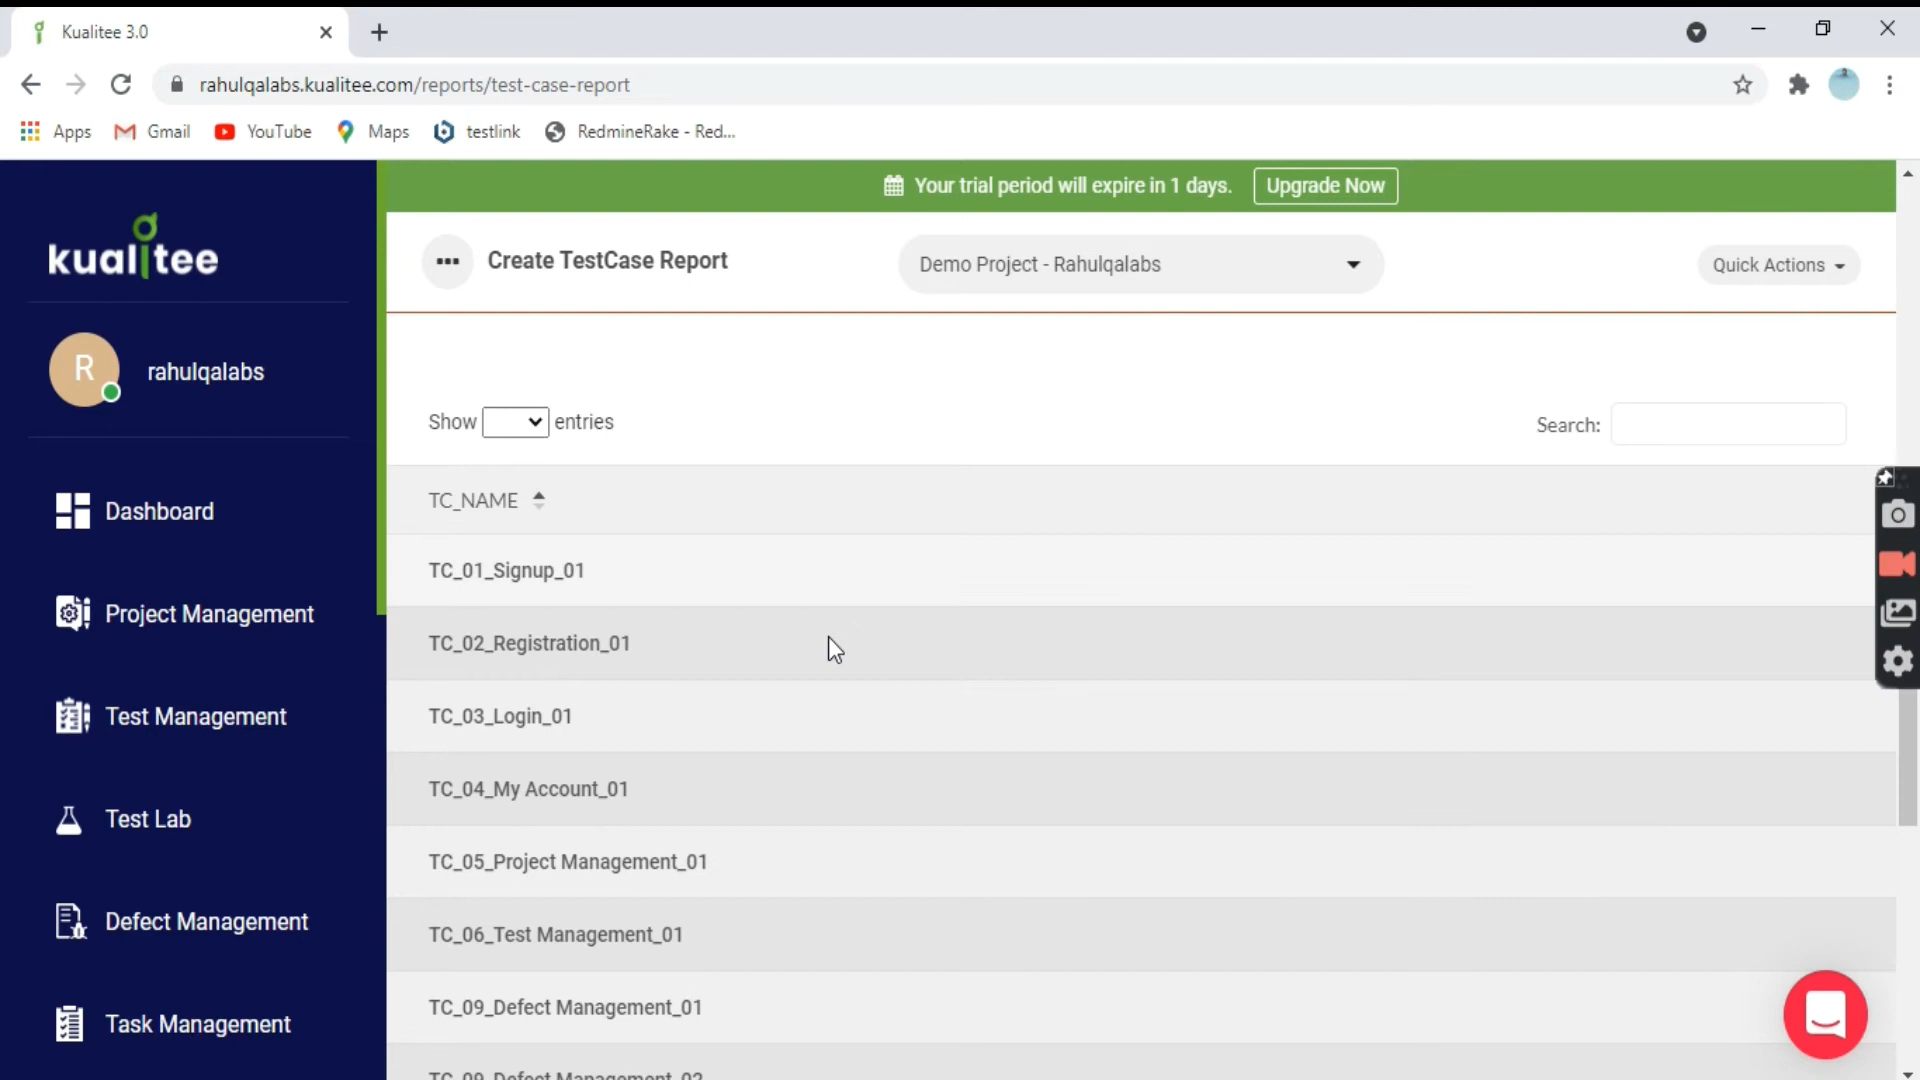 Kualitee 3.0
rahulqalabs.kualitee.com/reports/test-case-report
Apps Gmail YouTube Maps testlink RedmineRake - Red...
Your trial period will expire in 1 days. Upgrade Now
kualitee
Create TestCase Report
Demo Project - Rahulqalabs
Quick Actions
R
rahulqalabs
Show entries
Search:
TC_NAME
Dashboard
TC_01_Signup_01
Project Management
TC_02_Registration_01
Test Management
TC_03_Login_01
TC_04_My Account_01
Test Lab
TC_05_Project Management_01
Defect Management
TC_06_Test Management_01
TC_09_Defect Management_01
Task Management
TC_09_Defect Management_02